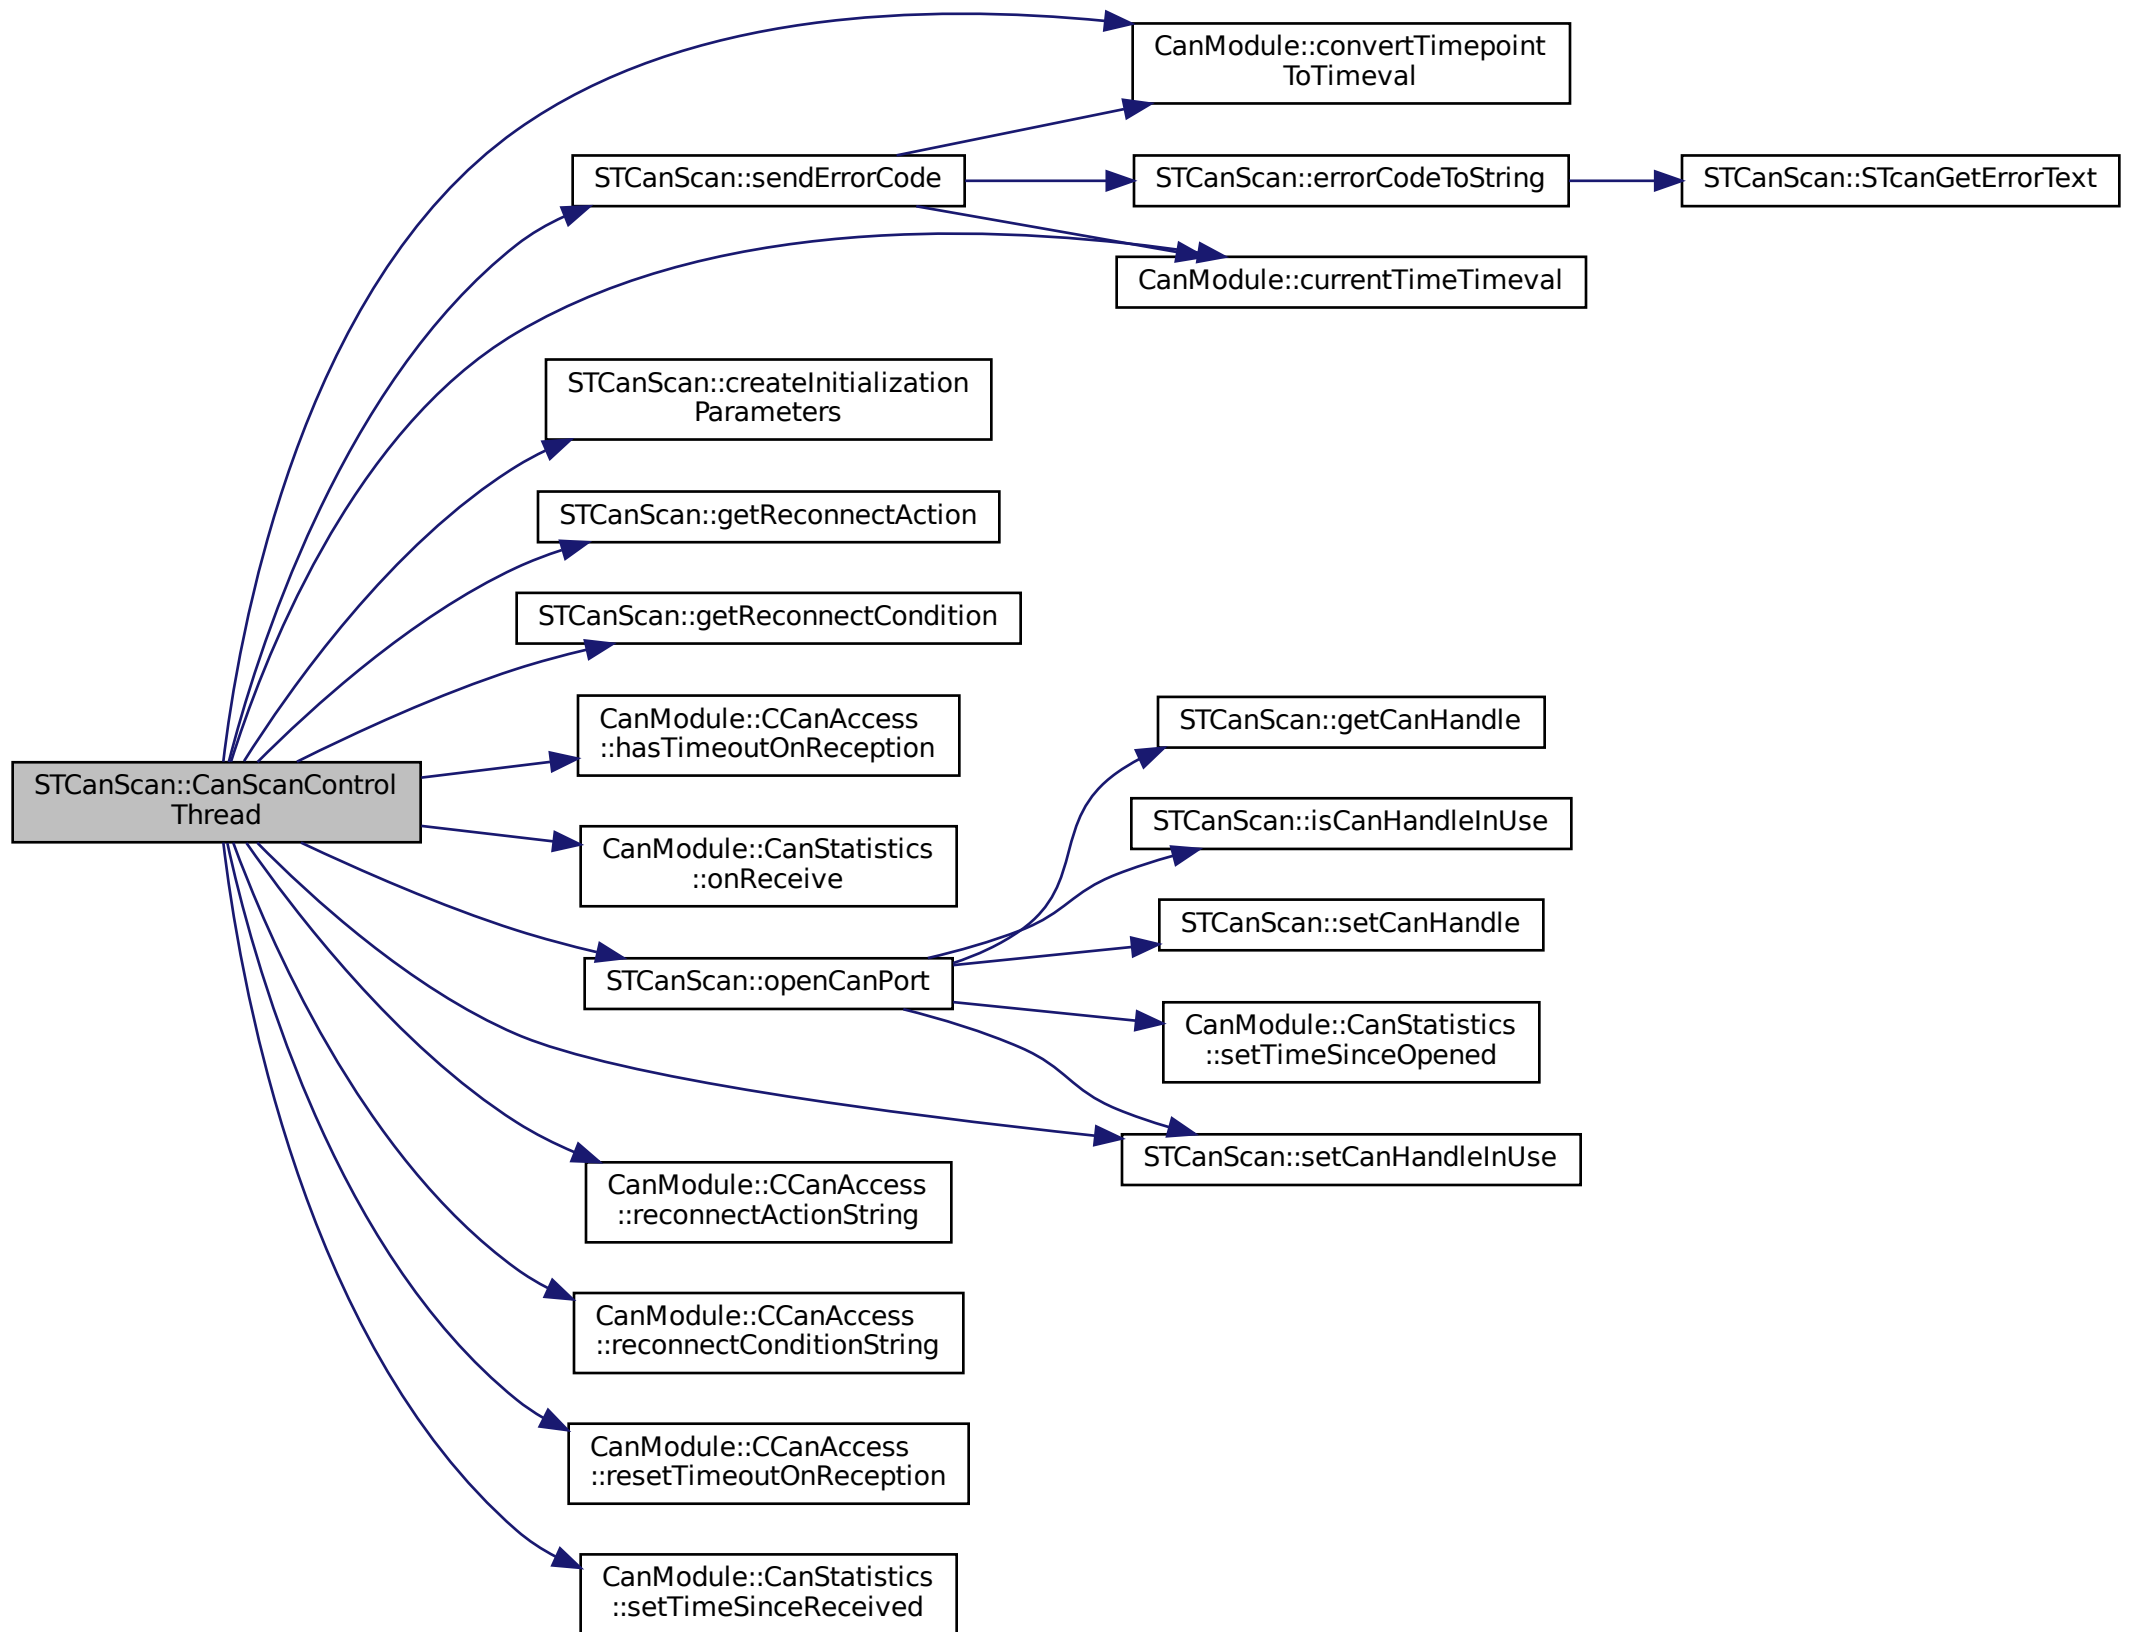 CanModule::convertTimepoint
ToTimeval
STCanScan::sendErrorCode
STCanScan::errorCodeToString
STCanScan::STcanGetErrorText
CanModule::currentTimeTimeval
STCanScan::createInitialization
Parameters
STCanScan::getReconnectAction
STCanScan::getReconnectCondition
CanModule::CCanAccess
::hasTimeoutOnReception
STCanScan::getCanHandle
STCanScan::CanScanControl
Thread
STCanScan::isCanHandleInUse
CanModule::CanStatistics
::onReceive
STCanScan::setCanHandle
STCanScan::openCanPort
CanModule::CanStatistics
::setTimeSinceOpened
STCanScan::setCanHandleInUse
CanModule::CCanAccess
::reconnectActionString
CanModule::CCanAccess
::reconnectConditionString
CanModule::CCanAccess
::resetTimeoutOnReception
CanModule::CanStatistics
::setTimeSinceReceived